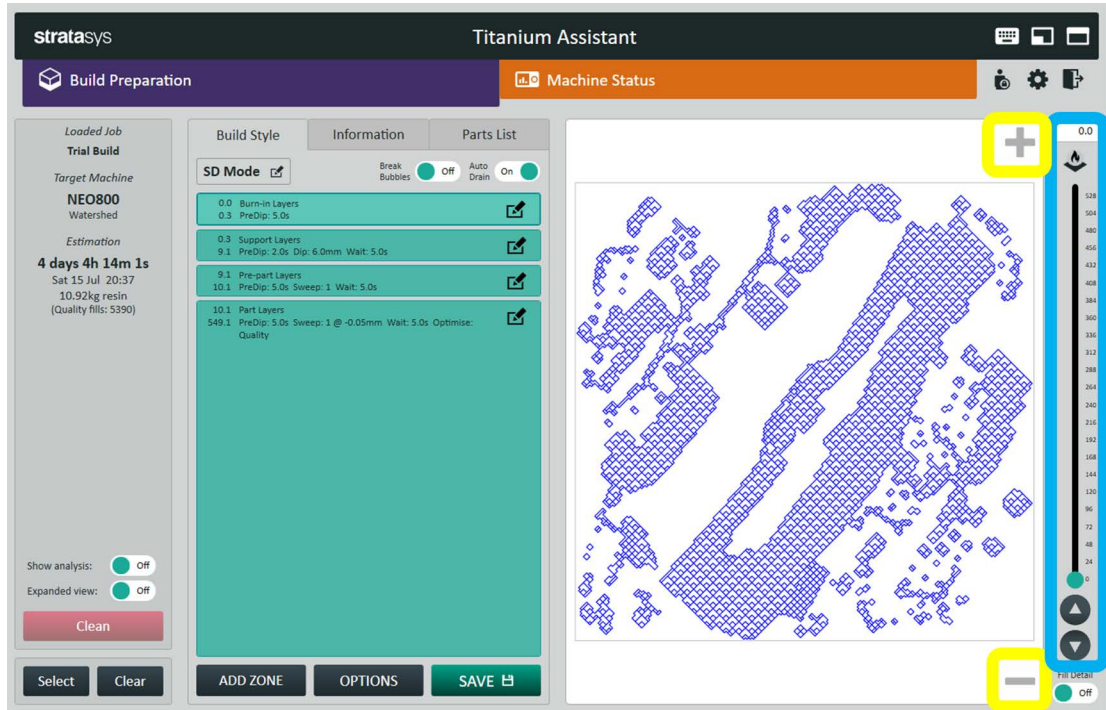 stratasys
Titanium Assistant
Build Preparation
Machine Status
Loaded Job
Trial Build
Target Machine
NEO800
Watershed
Estimation
4 days 4h 14m 1s
Sat 15 Jul 20:37
10.92kg resin
(Quality fills: 5390)
Show analysis: Off
Expanded view: Off
Clean
Select
Clear
Build Style
Information
Parts List
SD Mode
Break
Bubbles
Off
Auto
Drain
On
0.0 Burn-in Layers
0.3 PreDip: 5.0s
0.3 Support Layers
9.1 PreDip: 2.0s Dip: 6.0mm Wait: 5.0s
9.1 Pre-part Layers
10.1 PreDip: 5.0s Sweep: 1 Wait: 5.0s
10.1 Part Layers
549.1 PreDip: 5.0s Sweep: 1 @ -0.05mm Wait: 5.0s Optimise:
Quality
ADD ZONE
OPTIONS
SAVE
0.0
528
504
480
456
432
408
384
360
336
312
288
264
240
216
192
168
144
120
96
72
48
24
0
Fill Detail
Off